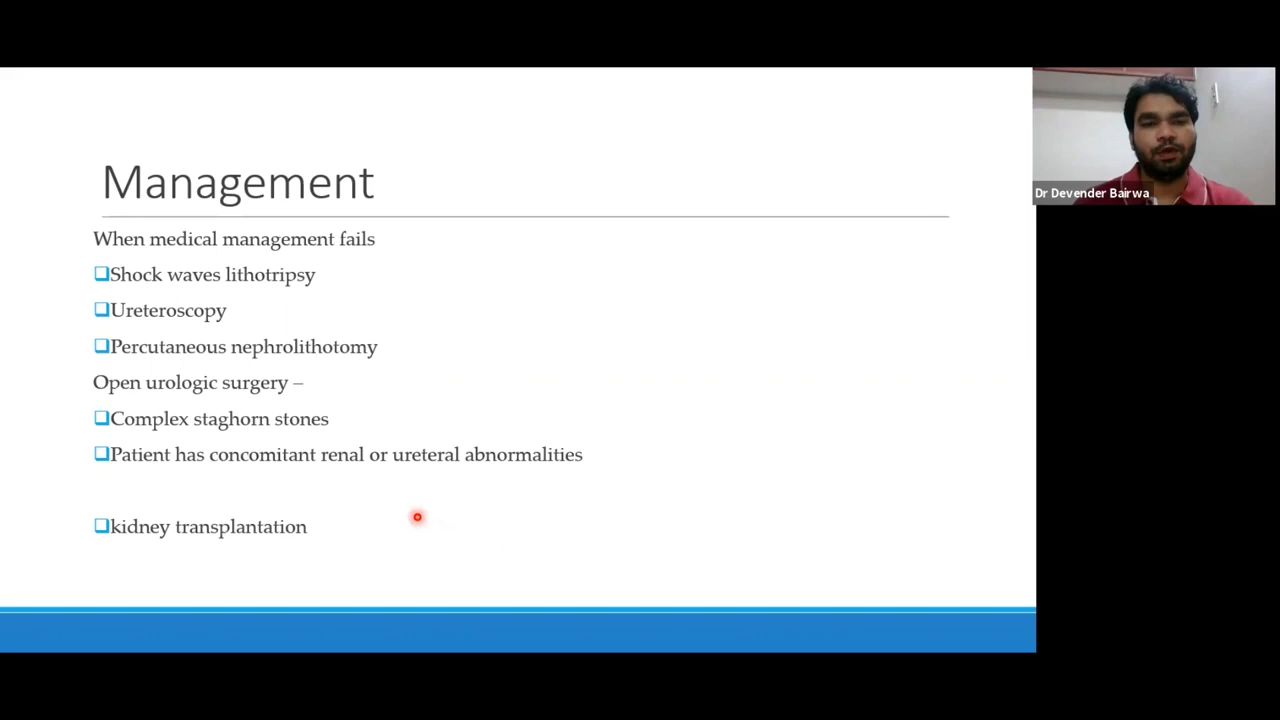 Management
When medical management fails
❑Shock waves lithotripsy
❑Ureteroscopy
❑Percutaneous nephrolithotomy
Open urologic surgery –
❑Complex staghorn stones
❑Patient has concomitant renal or ureteral abnormalities
❑kidney transplantation
Dr Devender Bairwa